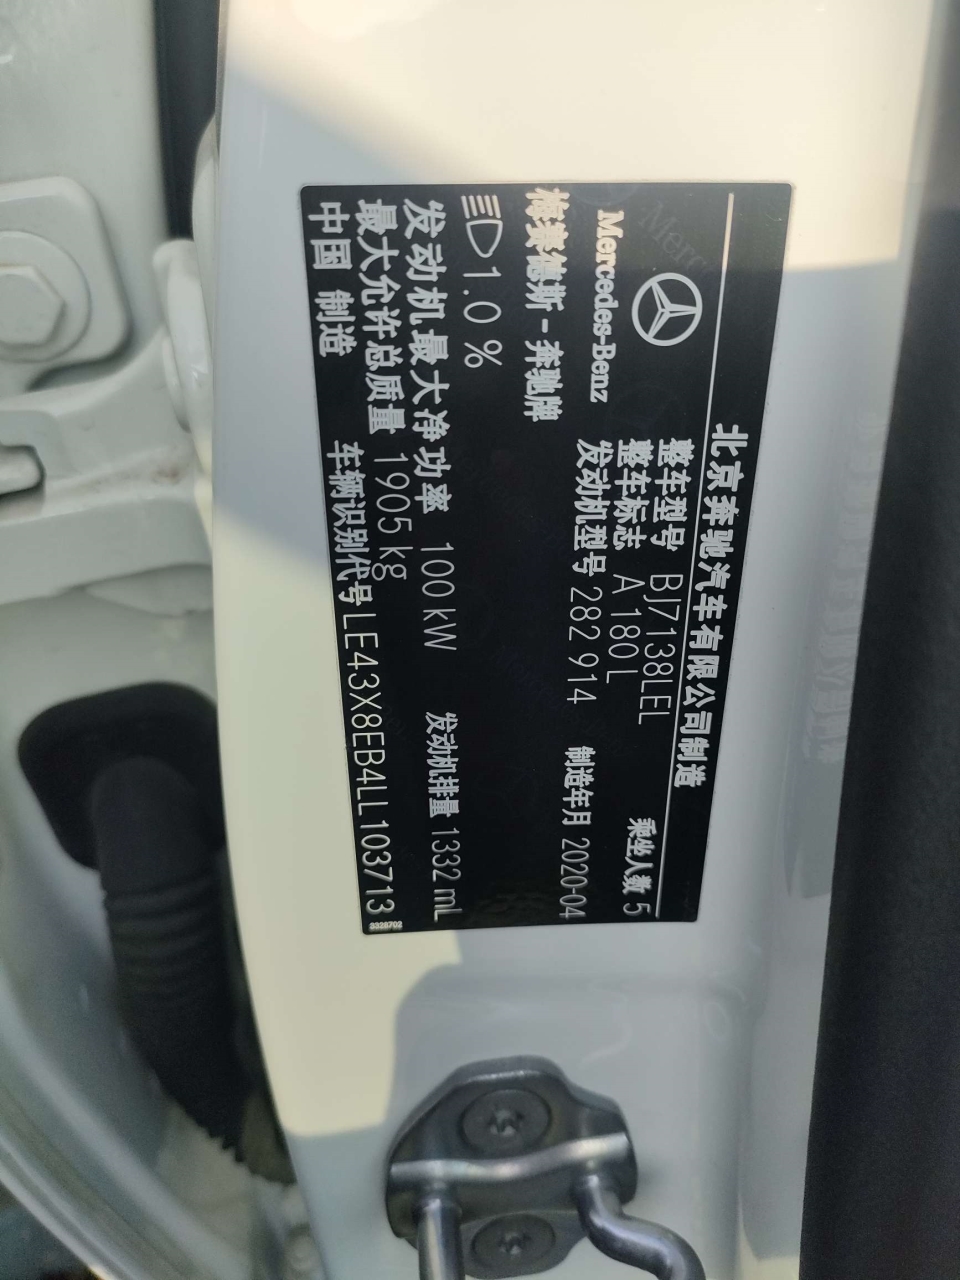 北京奔驰汽车有限公司制造
Mercedes-Benz
梅赛德斯-奔驰牌
整车型号 BJ7138LEL
整车标志 A 180 L
乘坐人数 5
发动机型号 282 914
制造年月 2020-04
1.0 %
发动机最大净功率 100 kW
发动机排量 1332 mL
最大允许总质量 1905 kg
中国 制造
车辆识别代号 LE43X8EB4LL103713